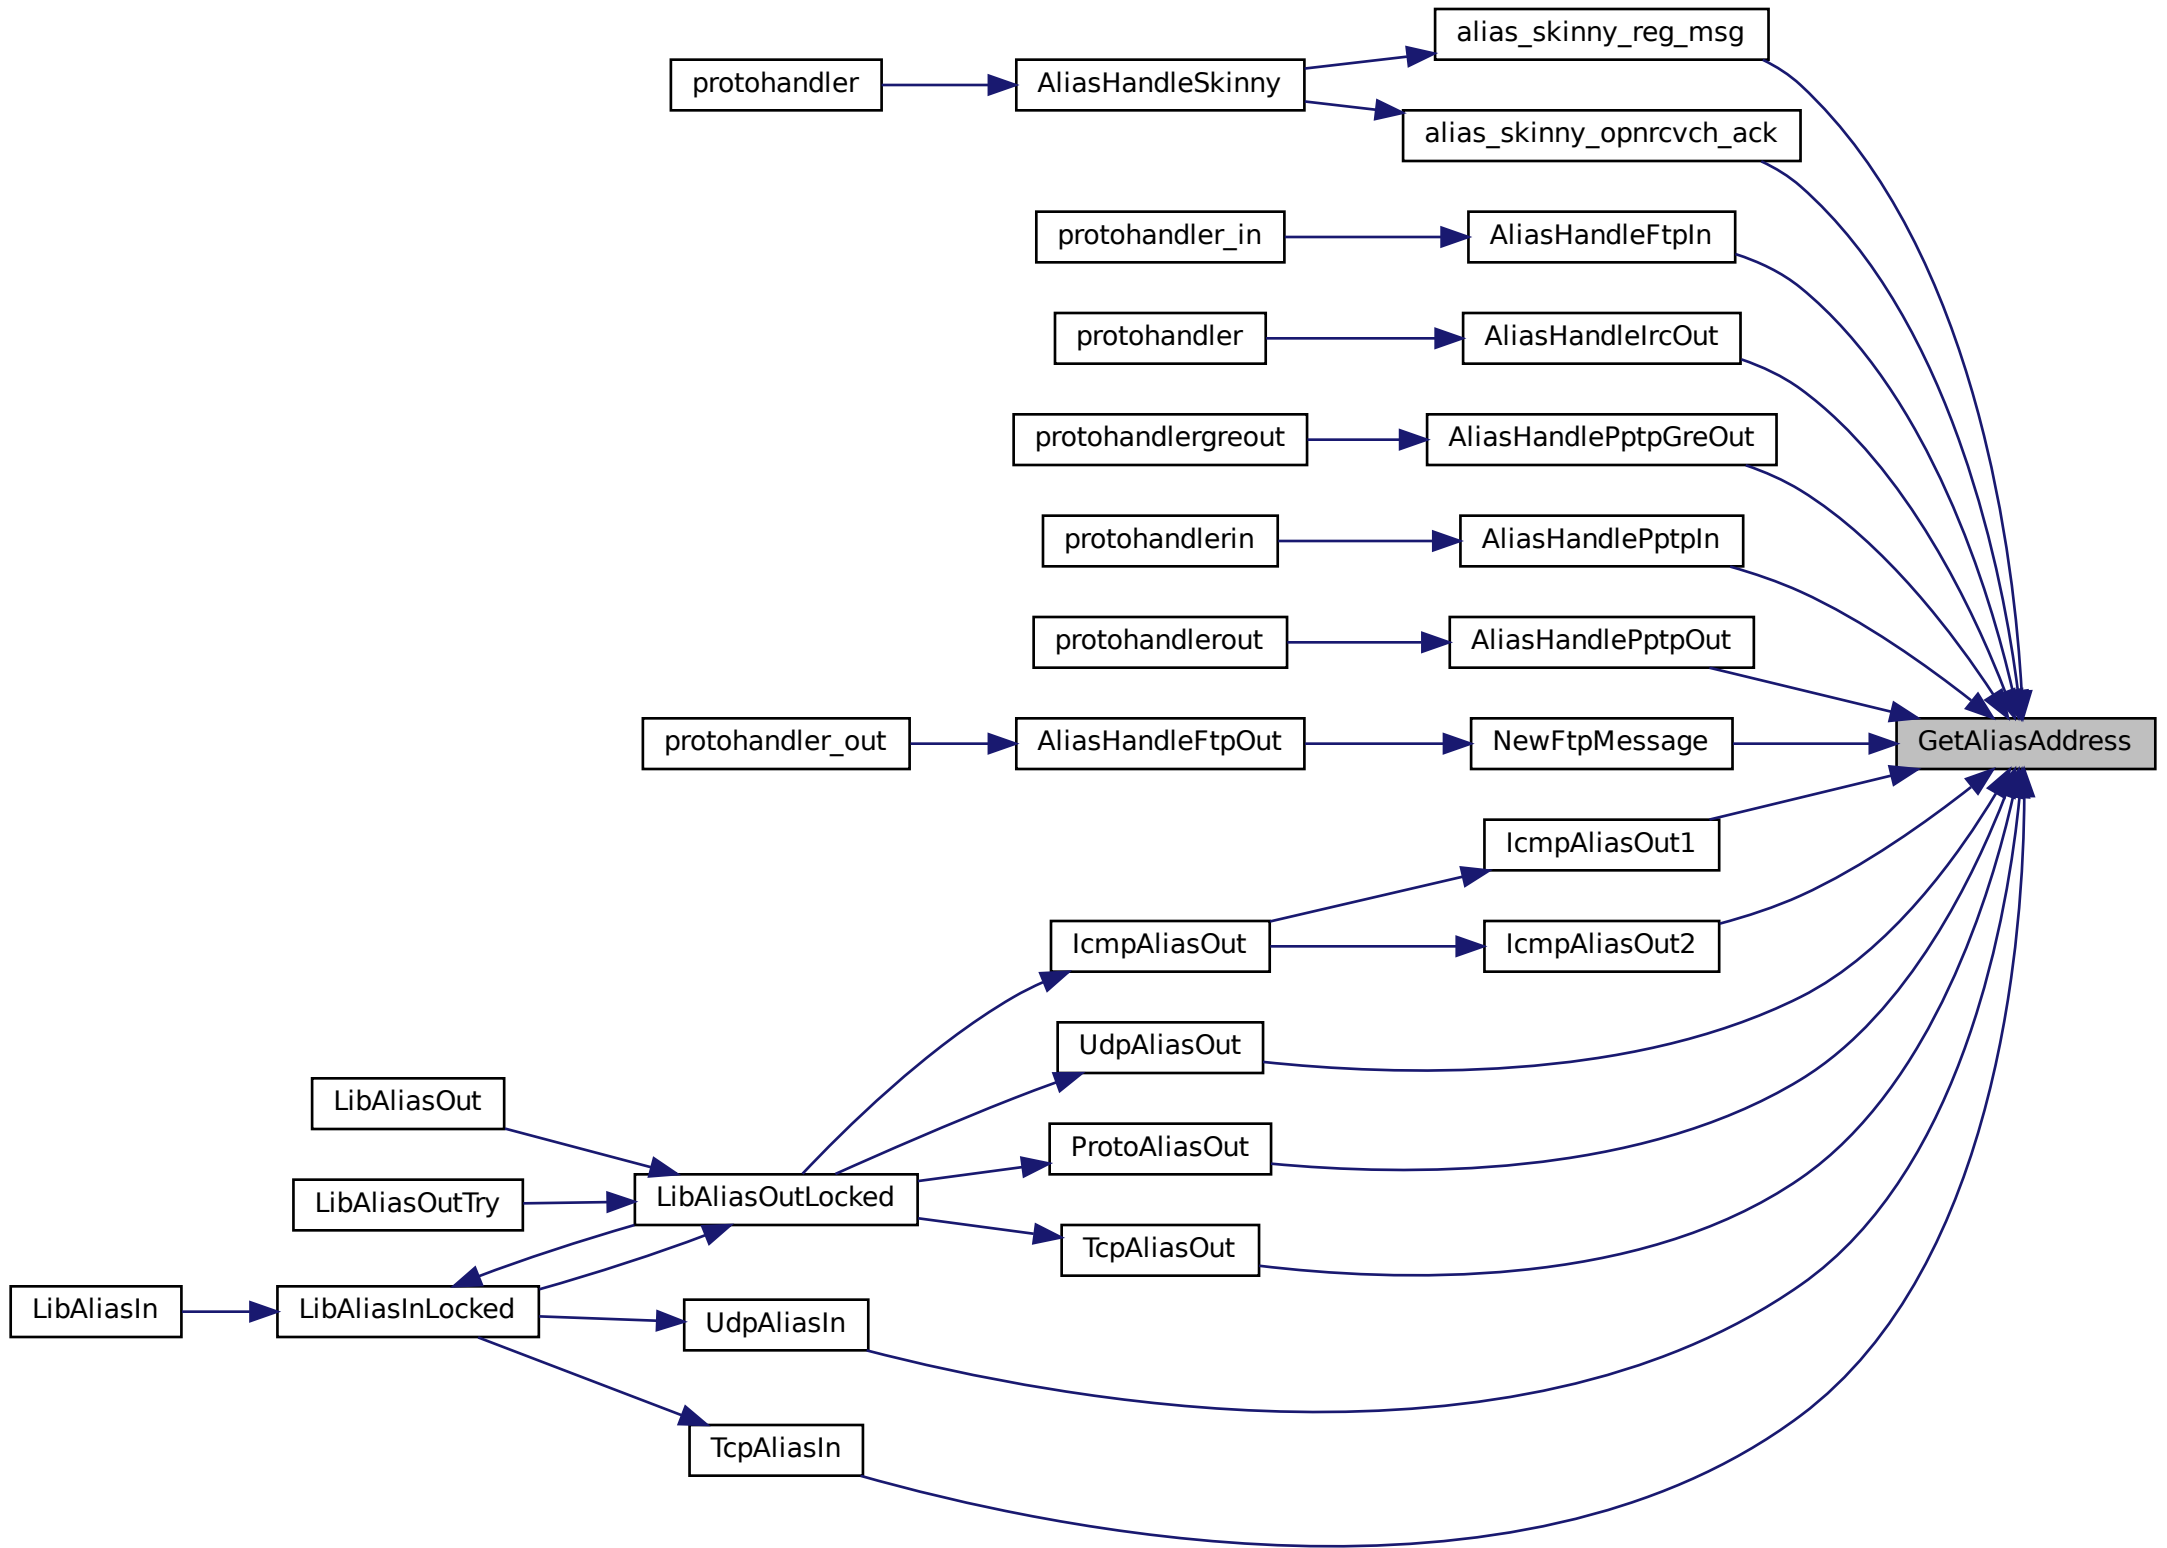 alias_skinny_reg_msg
protohandler
AliasHandleSkinny
alias_skinny_opnrcvch_ack
protohandler_in
AliasHandleFtpIn
protohandler
AliasHandleIrcOut
protohandlergreout
AliasHandlePptpGreOut
protohandlerin
AliasHandlePptpIn
protohandlerout
AliasHandlePptpOut
protohandler_out
AliasHandleFtpOut
NewFtpMessage
GetAliasAddress
IcmpAliasOut1
IcmpAliasOut
IcmpAliasOut2
UdpAliasOut
LibAliasOut
ProtoAliasOut
LibAliasOutTry
LibAliasOutLocked
TcpAliasOut
LibAliasIn
LibAliasInLocked
UdpAliasIn
TcpAliasIn